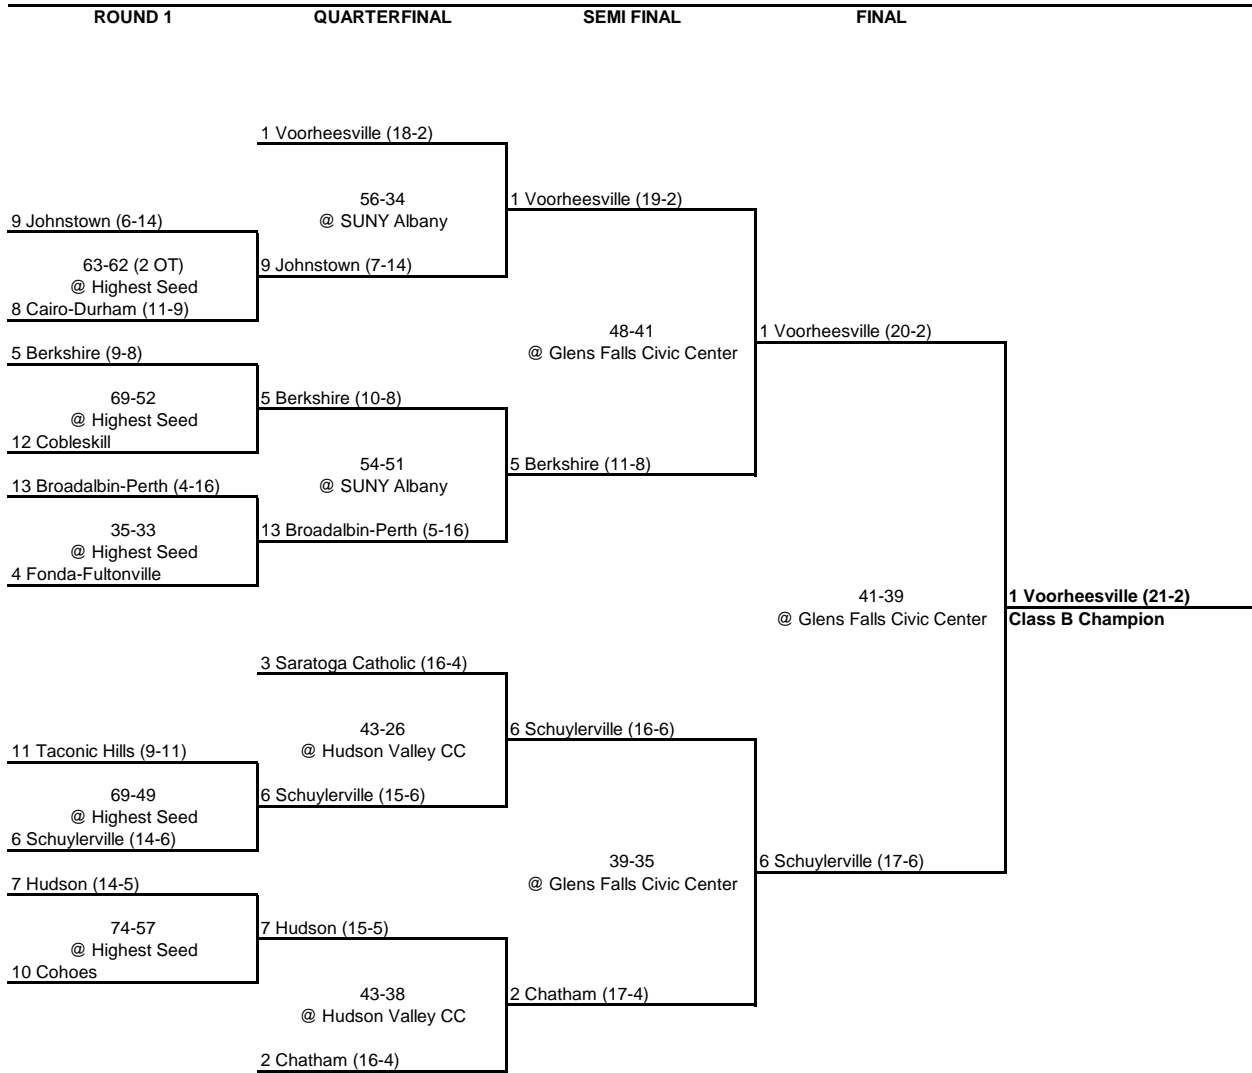 ROUND 1 QUARTERFINAL SEMI FINAL FINAL
1 Voorheesville (18-2)
56-34
@ SUNY Albany
1 Voorheesville (19-2)
9 Johnstown (6-14)
63-62 (2 OT)
@ Highest Seed
9 Johnstown (7-14)
8 Cairo-Durham (11-9)
48-41
@ Glens Falls Civic Center
1 Voorheesville (20-2)
5 Berkshire (9-8)
69-52
@ Highest Seed
5 Berkshire (10-8)
12 Cobleskill
54-51
@ SUNY Albany
5 Berkshire (11-8)
13 Broadalbin-Perth (4-16)
35-33
@ Highest Seed
13 Broadalbin-Perth (5-16)
4 Fonda-Fultonville
41-39
@ Glens Falls Civic Center
1 Voorheesville (21-2)
Class B Champion
3 Saratoga Catholic (16-4)
43-26
@ Hudson Valley CC
6 Schuylerville (16-6)
11 Taconic Hills (9-11)
69-49
@ Highest Seed
6 Schuylerville (15-6)
6 Schuylerville (14-6)
39-35
@ Glens Falls Civic Center
6 Schuylerville (17-6)
7 Hudson (14-5)
74-57
@ Highest Seed
7 Hudson (15-5)
10 Cohoes
43-38
@ Hudson Valley CC
2 Chatham (17-4)
2 Chatham (16-4)